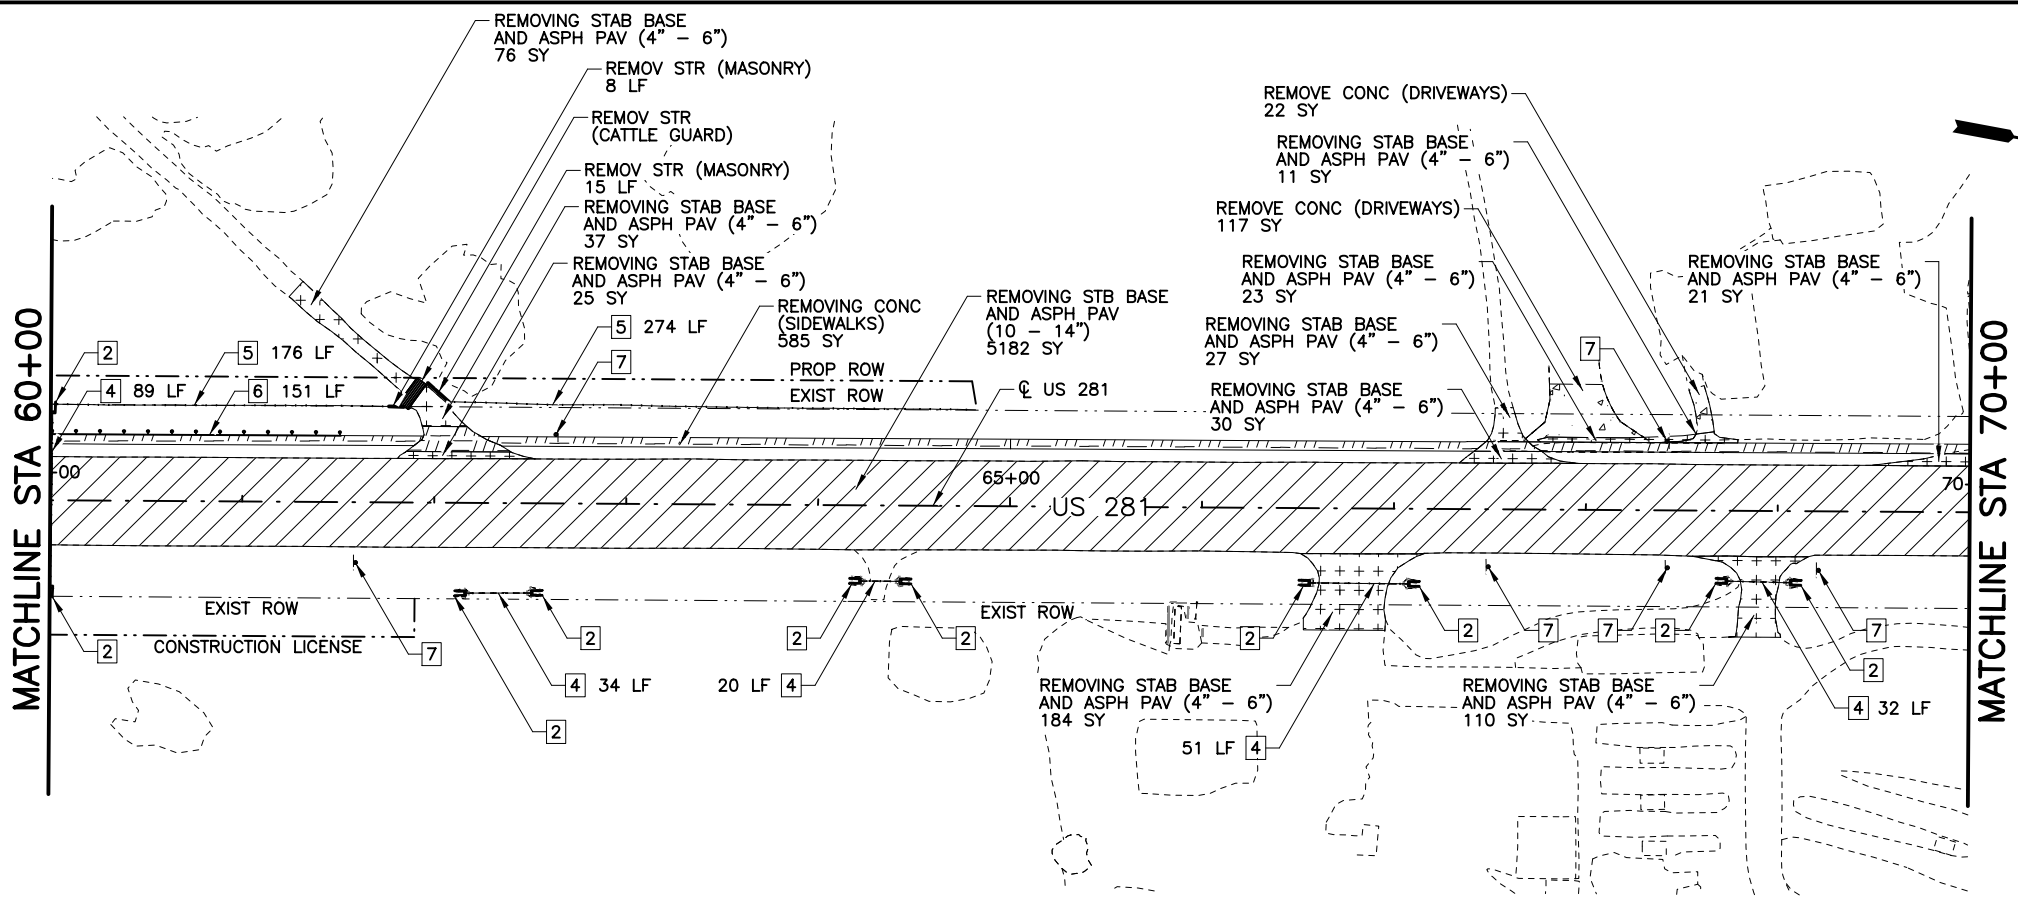 REMOVING STAB BASE
AND ASPH PAV (4" – 6")
76 SY
REMOV STR (MASONRY)
8 LF
REMOV STR
(CATTLE GUARD)
REMOV STR (MASONRY)
15 LF
REMOVING STAB BASE
AND ASPH PAV (4" – 6")
37 SY
REMOVING STAB BASE
AND ASPH PAV (4" – 6")
25 SY
REMOVING CONC
(SIDEWALKS)
585 SY
REMOVING STB BASE
AND ASPH PAV
(10 – 14")
5182 SY
REMOVE CONC (DRIVEWAYS)
22 SY
REMOVING STAB BASE
AND ASPH PAV (4" – 6")
11 SY
REMOVE CONC (DRIVEWAYS)
117 SY
REMOVING STAB BASE
AND ASPH PAV (4" – 6")
23 SY
REMOVING STAB BASE
AND ASPH PAV (4" – 6")
27 SY
REMOVING STAB BASE
AND ASPH PAV (4" – 6")
30 SY
REMOVING STAB BASE
AND ASPH PAV (4" – 6")
21 SY
MATCHLINE STA 60+00
2
5 176 LF
4 89 LF
6 151 LF
5 274 LF
7
PROP ROW
EXIST ROW
℄ US 281
7
-00
65+00
70-
US 281
MATCHLINE STA 70+00
EXIST ROW
CONSTRUCTION LICENSE
EXIST ROW
2
7
2
4 34 LF
2
2
2
20 LF 4
2
2
7
7
2
7
2
REMOVING STAB BASE
AND ASPH PAV (4" – 6")
184 SY
51 LF 4
REMOVING STAB BASE
AND ASPH PAV (4" – 6")
110 SY
4 32 LF